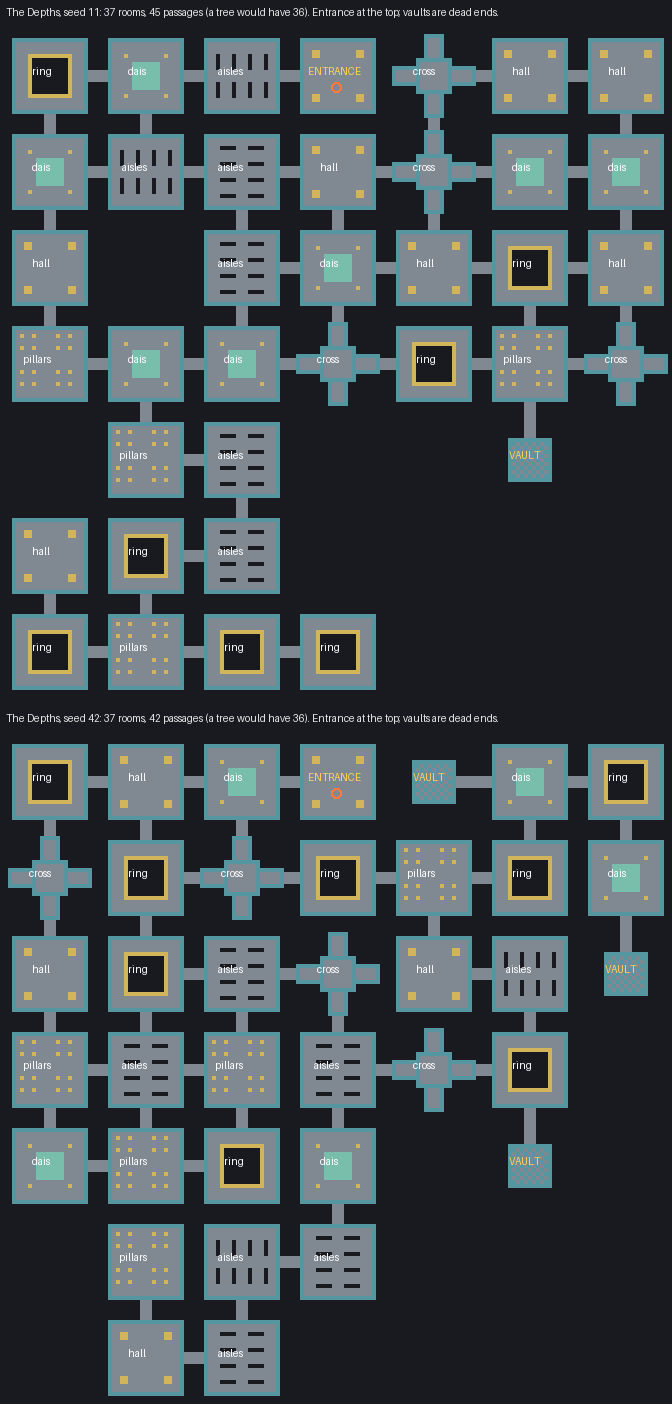 The Depths, seed 11: 37 rooms, 45 passages (a tree would have 36). Entrance at the top; vaults are dead ends.
ring dais aisles ENTRANCE cross hall hall
dais aisles aisles hall cross dais dais
hall aisles dais hall ring hall
pillars dais dais cross ring pillars cross
pillars aisles VAULT
hall ring aisles
ring pillars ring ring
The Depths, seed 42: 37 rooms, 42 passages (a tree would have 36). Entrance at the top; vaults are dead ends.
ring hall dais ENTRANCE VAULT dais ring
cross ring cross ring pillars ring dais
hall ring aisles cross hall aisles VAULT
pillars aisles pillars aisles cross ring
dais pillars ring dais VAULT
pillars aisles aisles
hall aisles